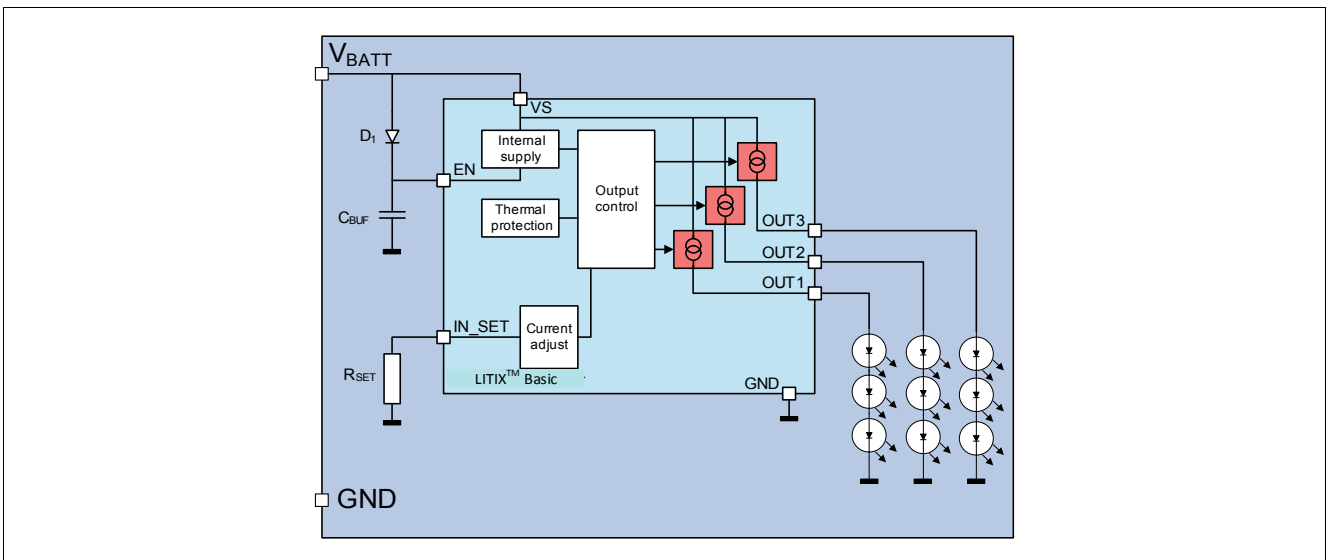 VBATT
VS
D1
Internal
supply
EN
Output
control
CBUF
Thermal
protection
OUT3
OUT2
OUT1
IN_SET
Current
adjust
RSET
LITIX™ Basic
GND
GND